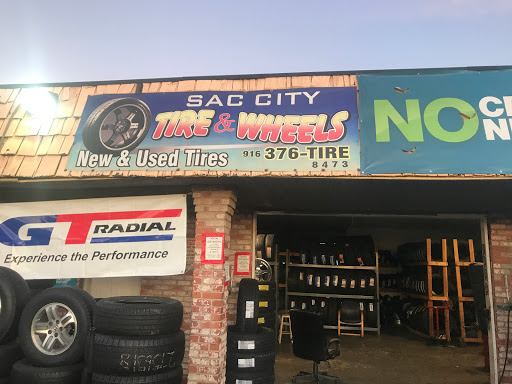 SAC CITY
TIRE & WHEELS
New & Used Tires
916 376-TIRE
8473
NO
GT RADIAL
Experience the Performance